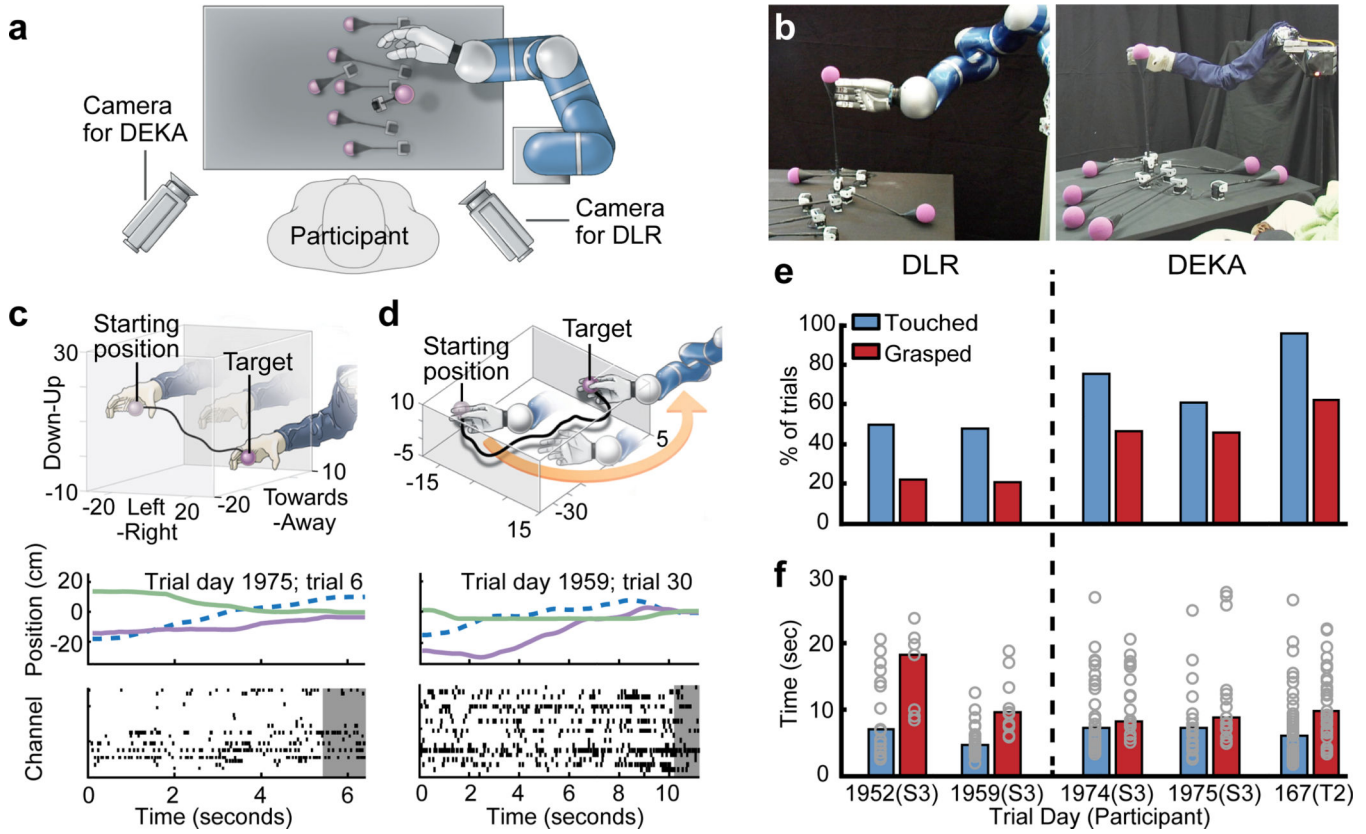 a
Camera
for DEKA
Participant
Camera
for DLR
b
c
Starting
position
Target
30
Down-Up
-10
-20
Left
-Right
20
-20
Towards
-Away
10
d
Starting
position
Target
10
-5
-15
15
-30
5
Trial day 1975; trial 6
Position (cm)
20
0
-20
Trial day 1959; trial 30
Channel
0
2
4
6
Time (seconds)
0
2
4
6
8
10
Time (seconds)
e
DLR
DEKA
Touched
Grasped
% of trials
100
80
60
40
20
0
f
Time (sec)
30
20
10
0
1952(S3)
1959(S3)
1974(S3)
1975(S3)
167(T2)
Trial Day (Participant)